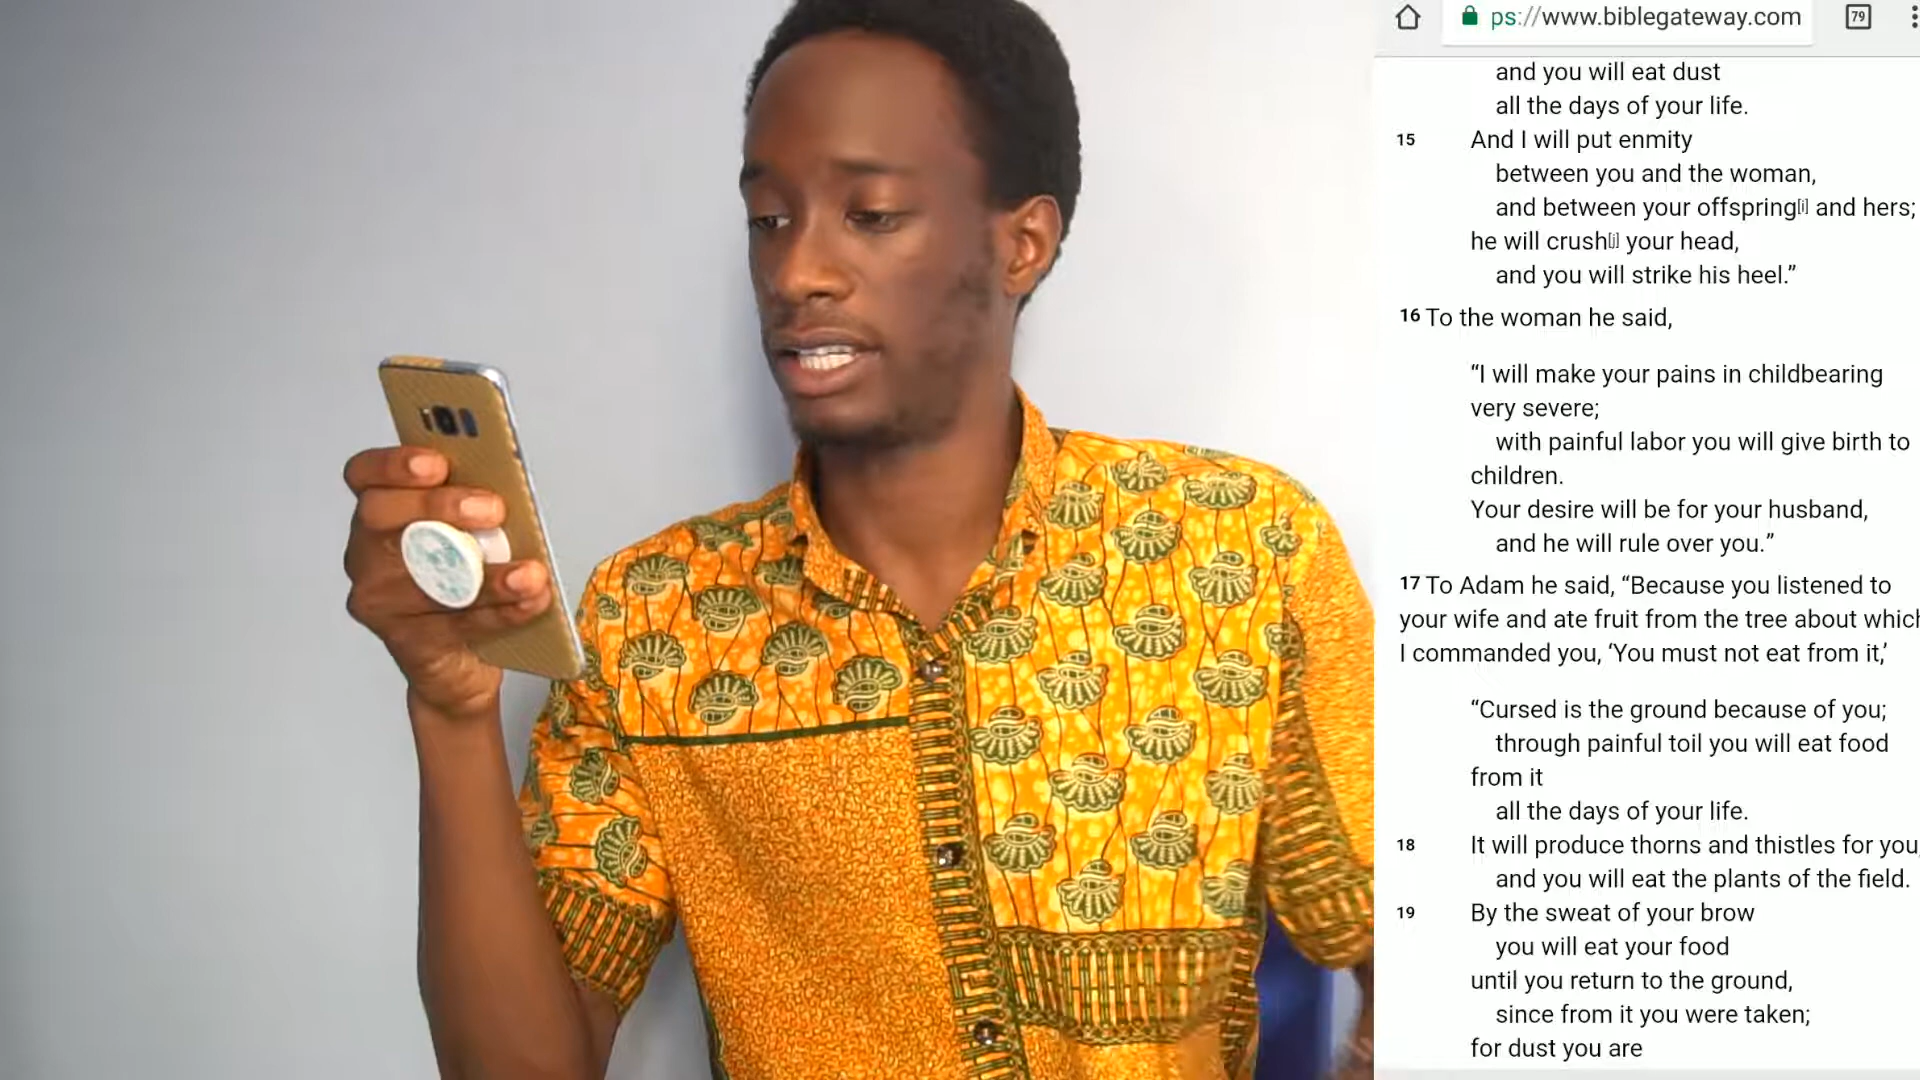 ps://www.biblegateway.com
79
and you will eat dust
all the days of your life.
15 And I will put enmity
between you and the woman,
and between your offspring[i] and hers;
he will crush[j] your head,
and you will strike his heel.”
16 To the woman he said,
“I will make your pains in childbearing
very severe;
with painful labor you will give birth to
children.
Your desire will be for your husband,
and he will rule over you.”
17 To Adam he said, “Because you listened to
your wife and ate fruit from the tree about which
I commanded you, ‘You must not eat from it,’
“Cursed is the ground because of you;
through painful toil you will eat food
from it
all the days of your life.
18 It will produce thorns and thistles for you,
and you will eat the plants of the field.
19 By the sweat of your brow
you will eat your food
until you return to the ground,
since from it you were taken;
for dust you are